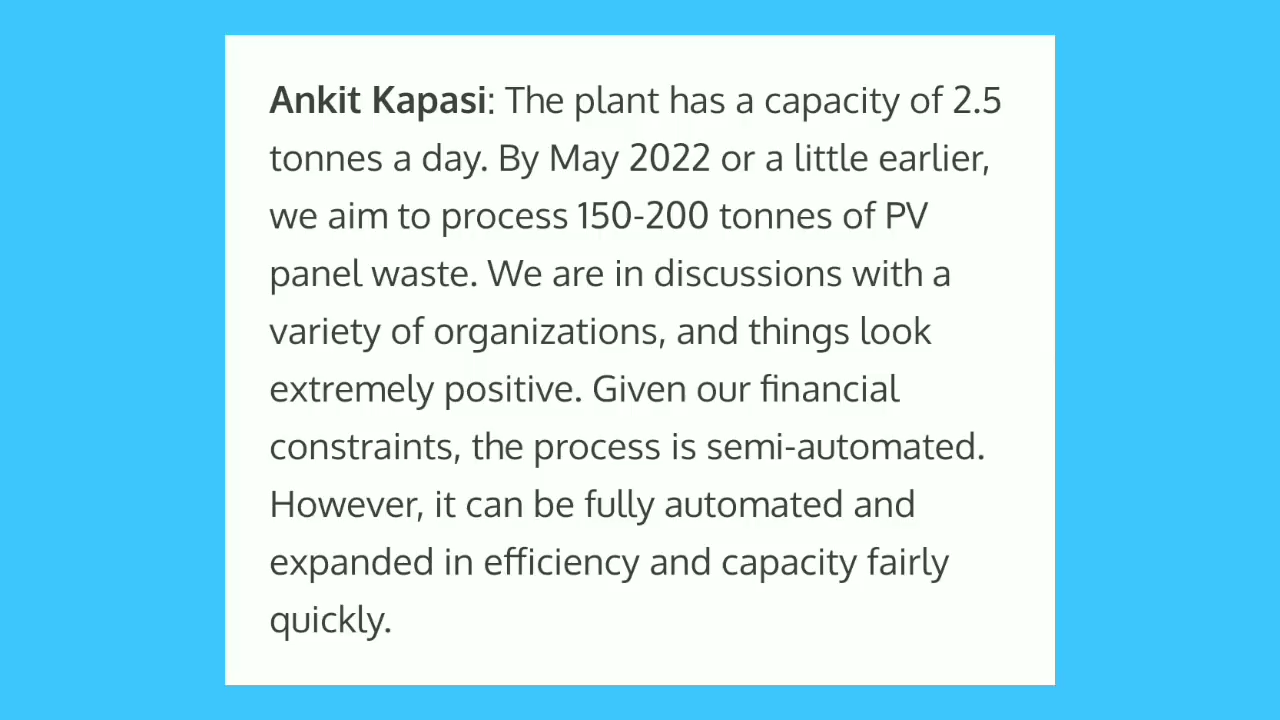 Ankit Kapasi: The plant has a capacity of 2.5
tonnes a day. By May 2022 or a little earlier,
we aim to process 150-200 tonnes of PV
panel waste. We are in discussions with a
variety of organizations, and things look
extremely positive. Given our financial
constraints, the process is semi-automated.
However, it can be fully automated and
expanded in efficiency and capacity fairly
quickly.